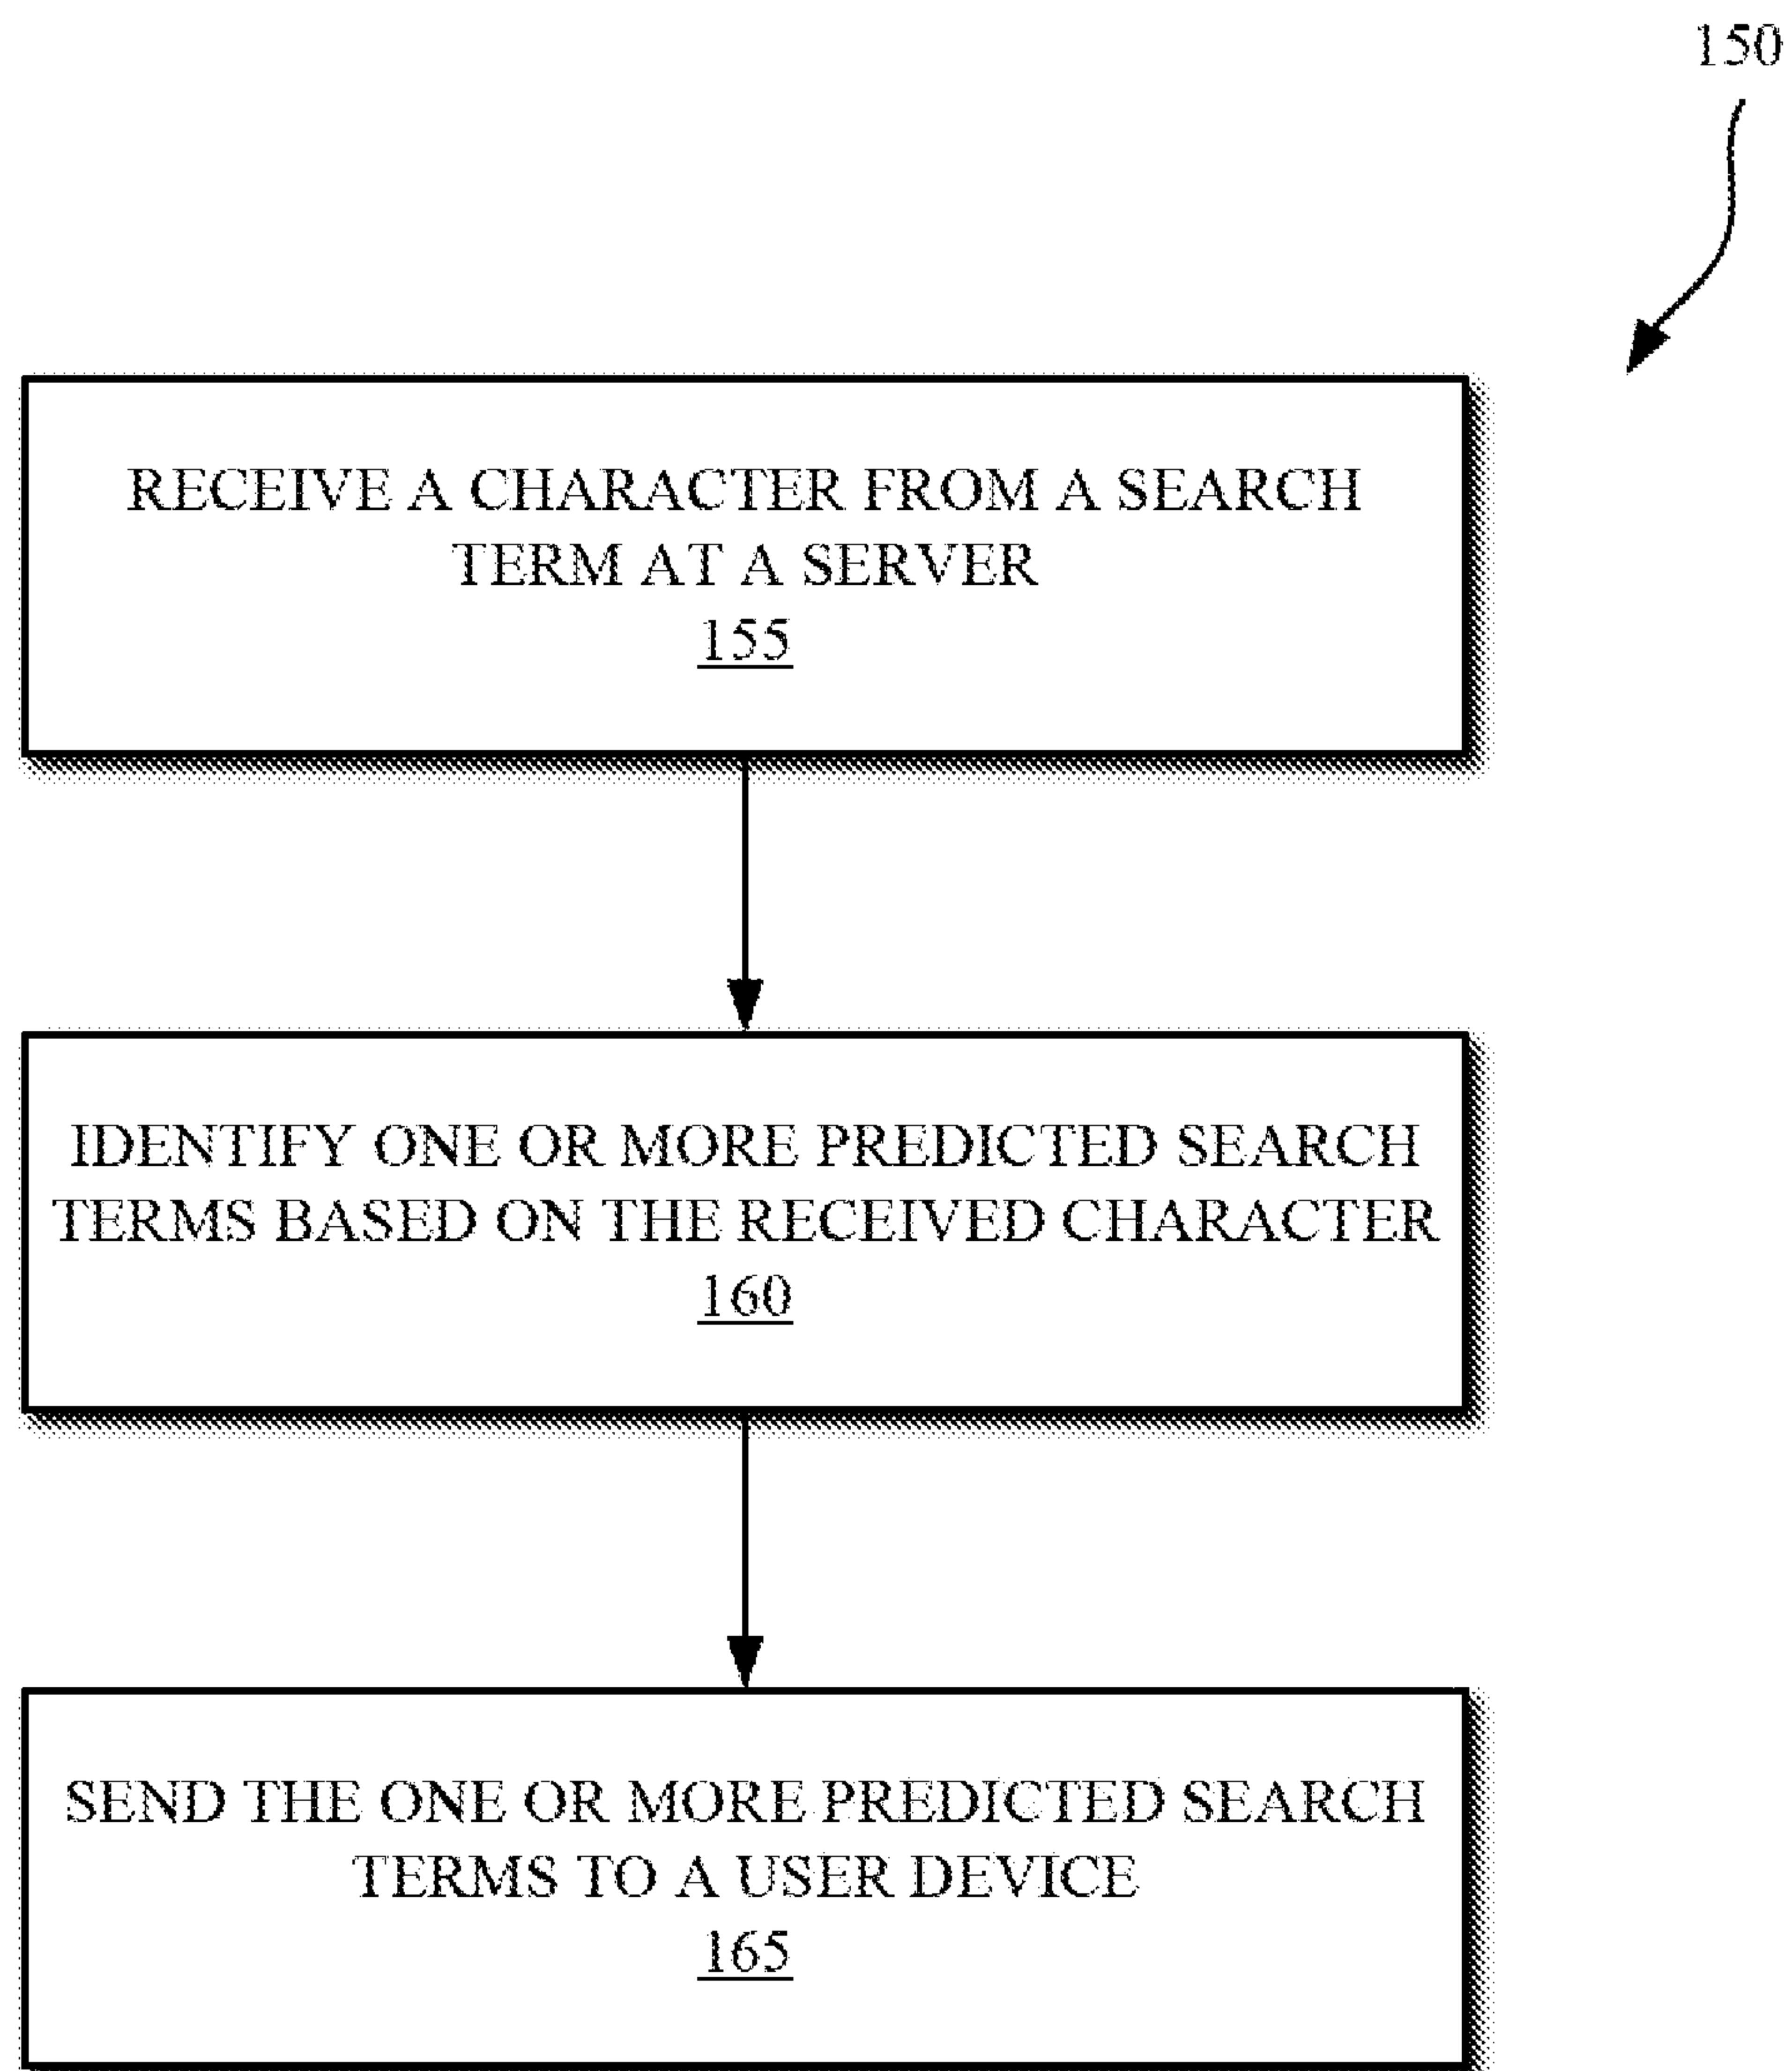 150
RECEIVE A CHARACTER FROM A SEARCH
TERM AT A SERVER
155
IDENTIFY ONE OR MORE PREDICTED SEARCH
TERMS BASED ON THE RECEIVED CHARACTER
160
SEND THE ONE OR MORE PREDICTED SEARCH
TERMS TO A USER DEVICE
165